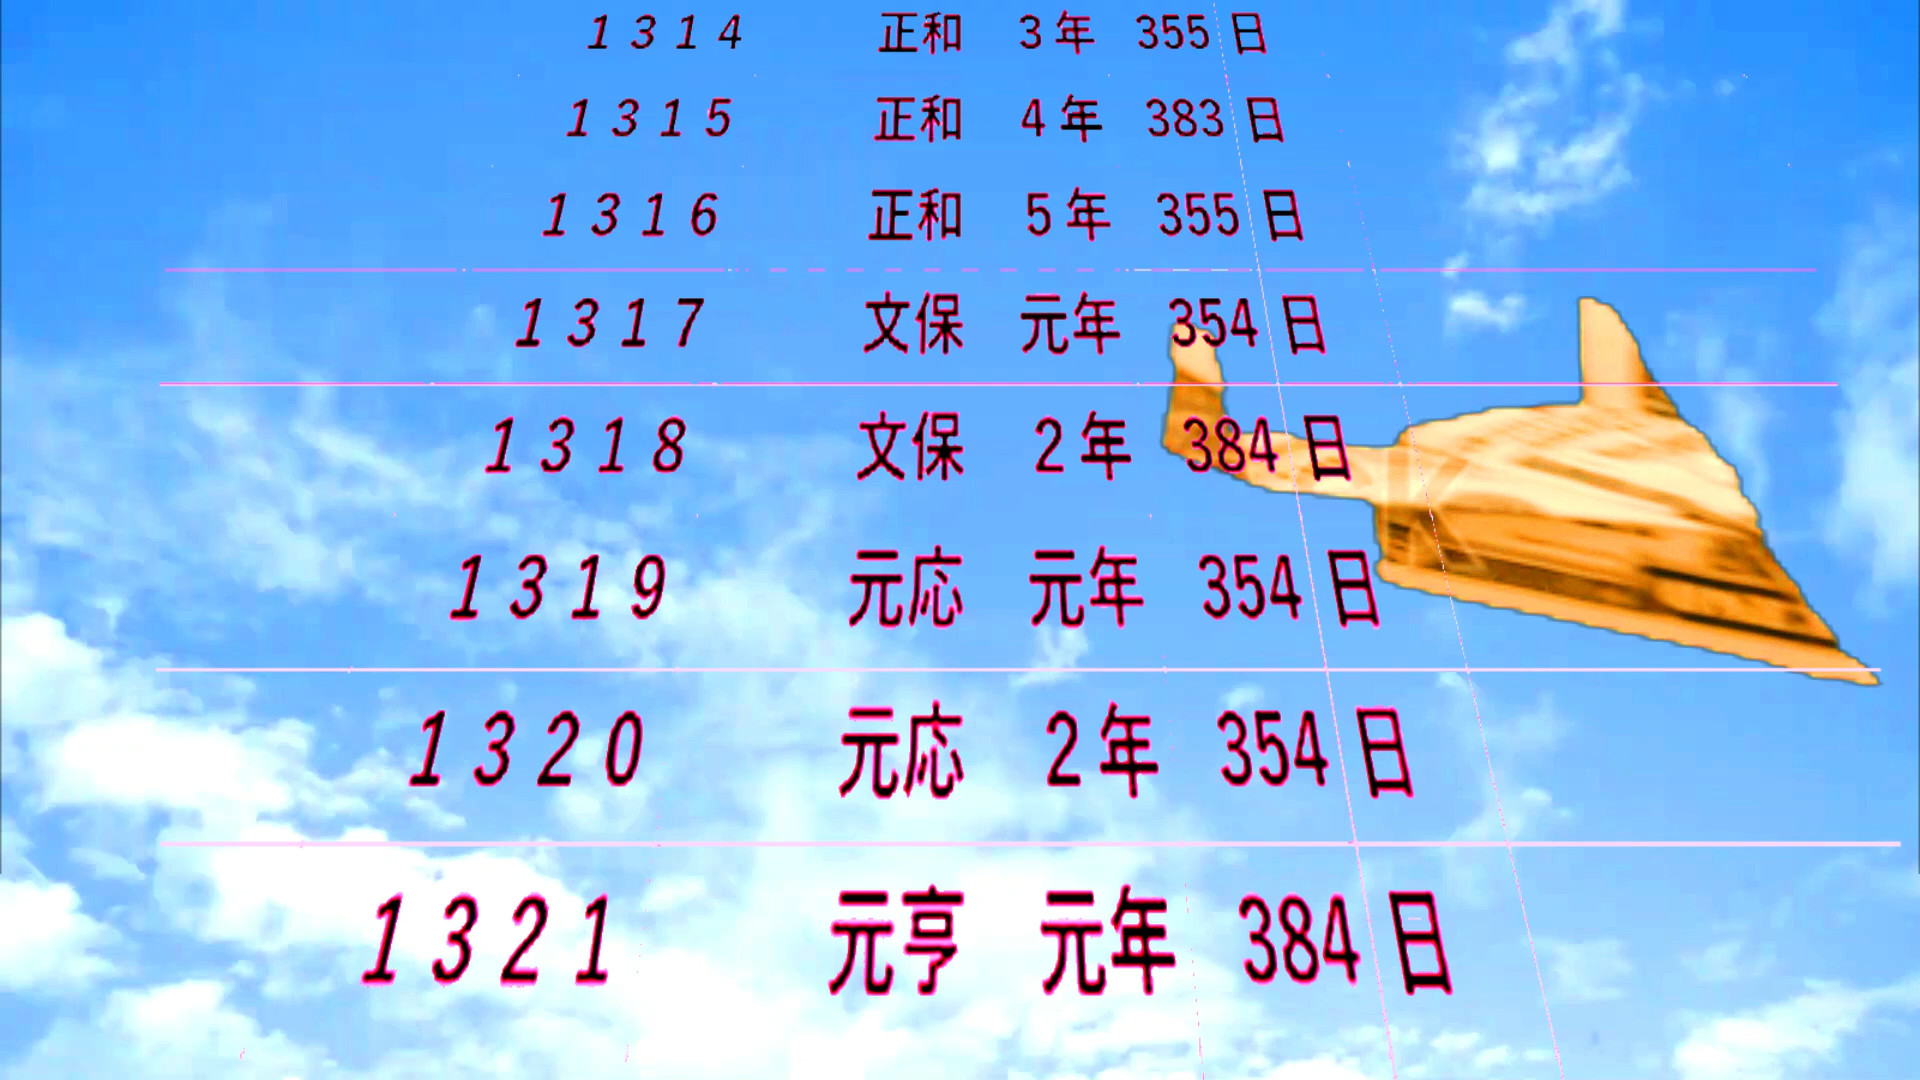 1314 正和 3年 355日
1315 正和 4年 383日
1316 正和 5年 355日
1317 文保 元年 354日
1318 文保 2年 384日
1319 元応 元年 354日
1320 元応 2年 354日
1321 元亨 元年 384日